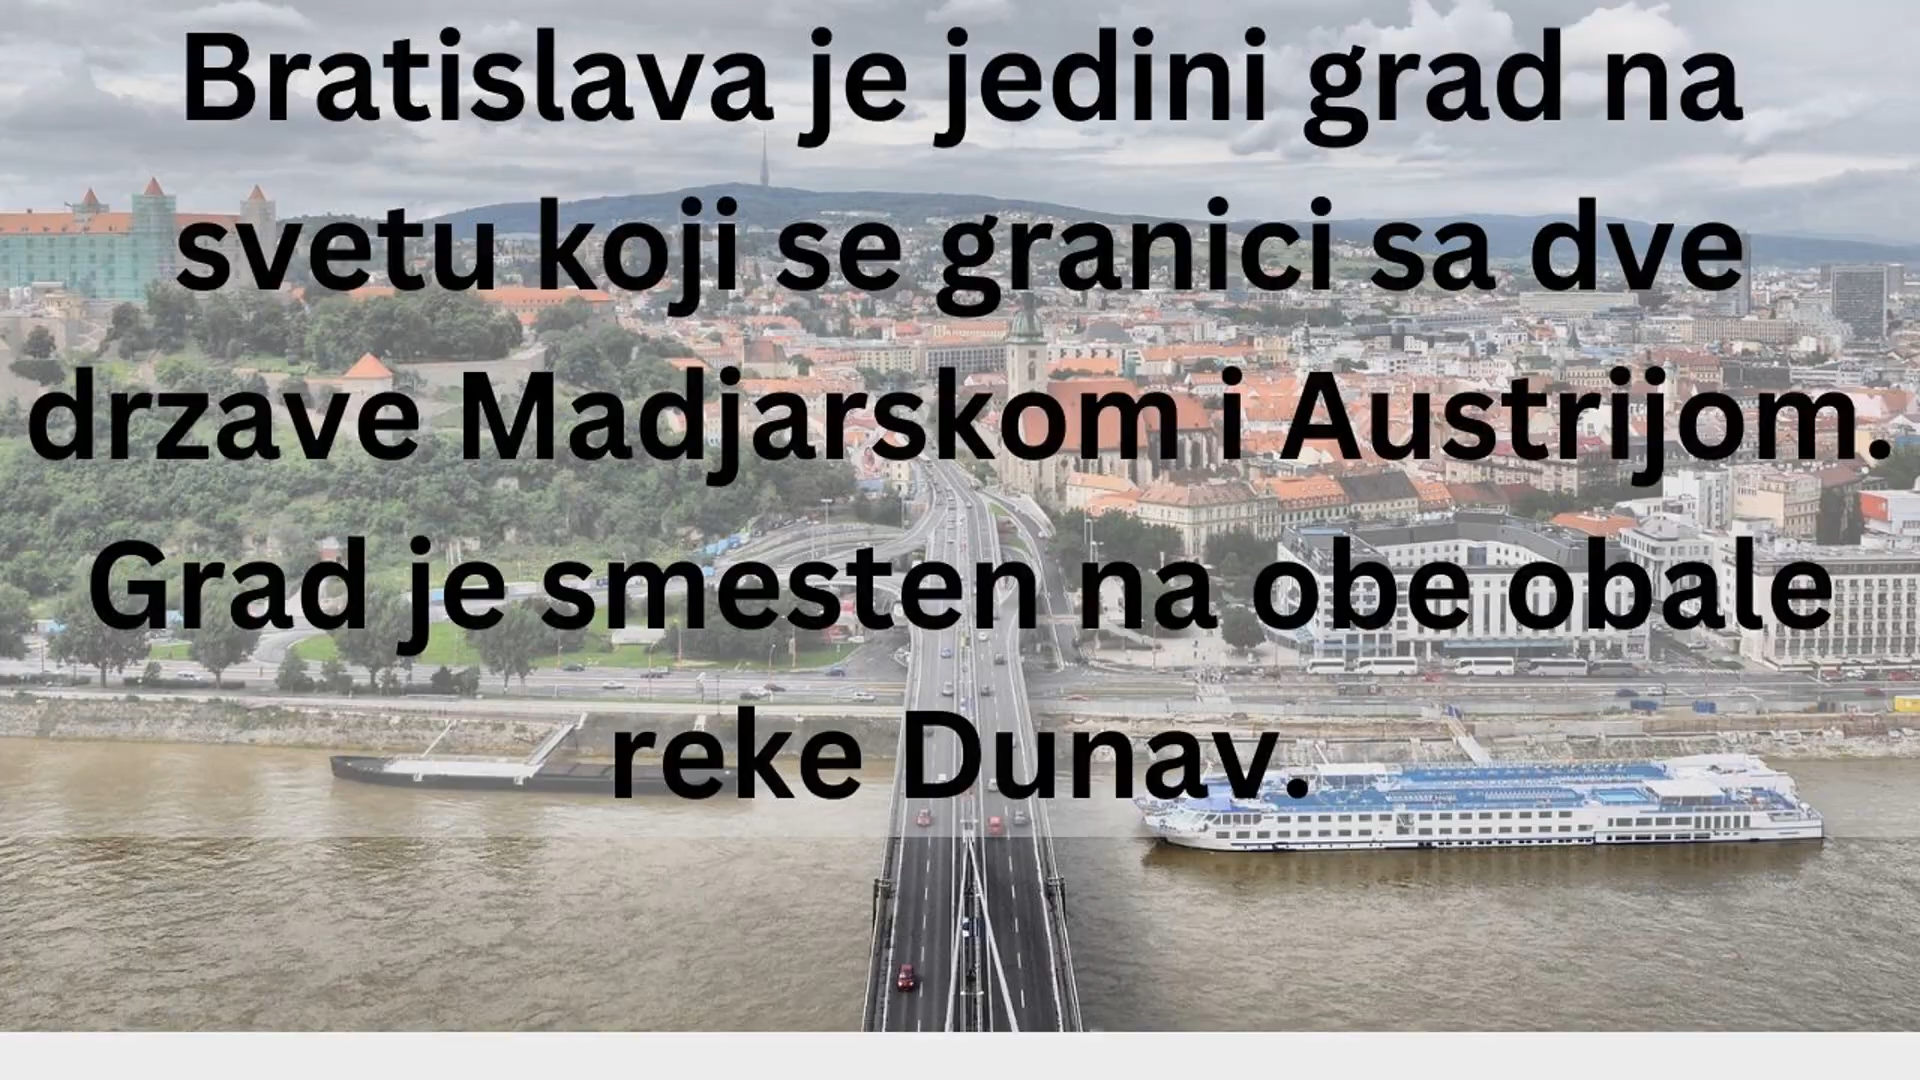 Bratislava je jedini grad na
svetu koji se granici sa dve
drzave Madjarskom i Austrijom.
Grad je smesten na obe obale
reke Dunav.